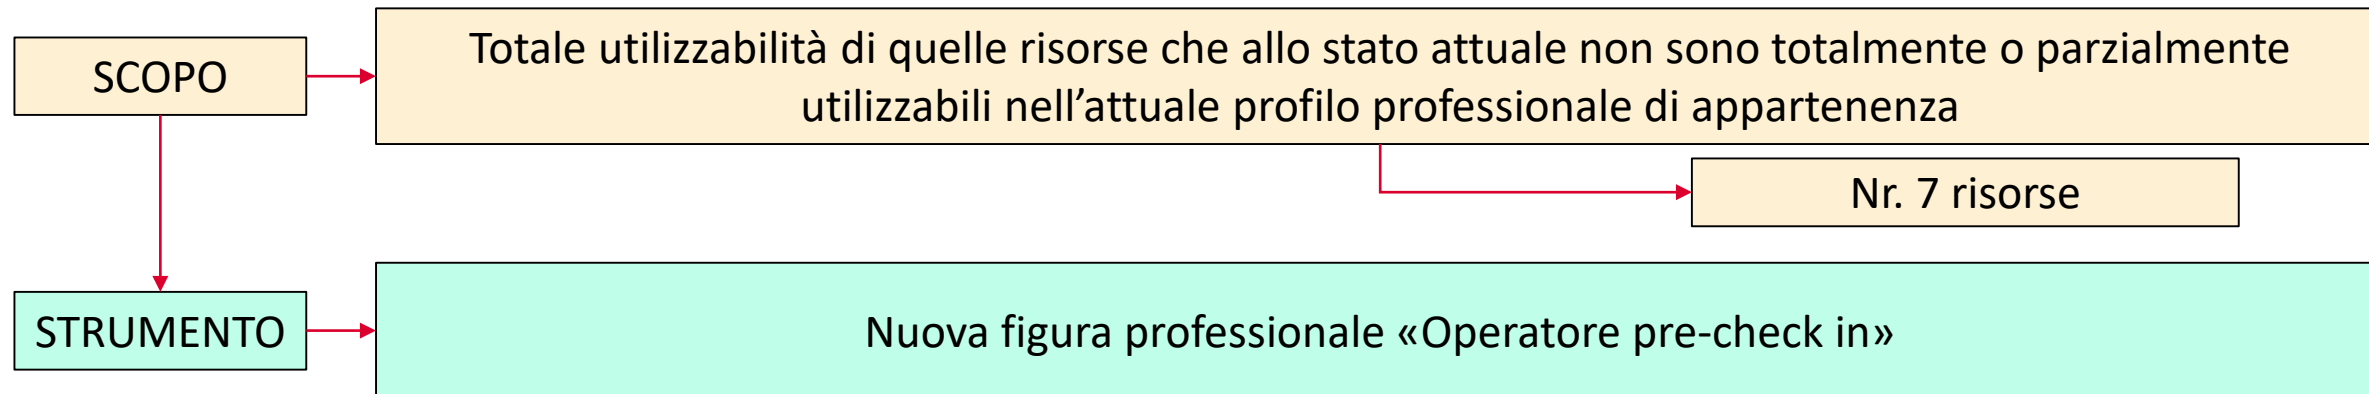 SCOPO
Totale utilizzabilità di quelle risorse che allo stato attuale non sono totalmente o parzialmente
utilizzabili nell’attuale profilo professionale di appartenenza
Nr. 7 risorse
STRUMENTO
Nuova figura professionale «Operatore pre-check in»